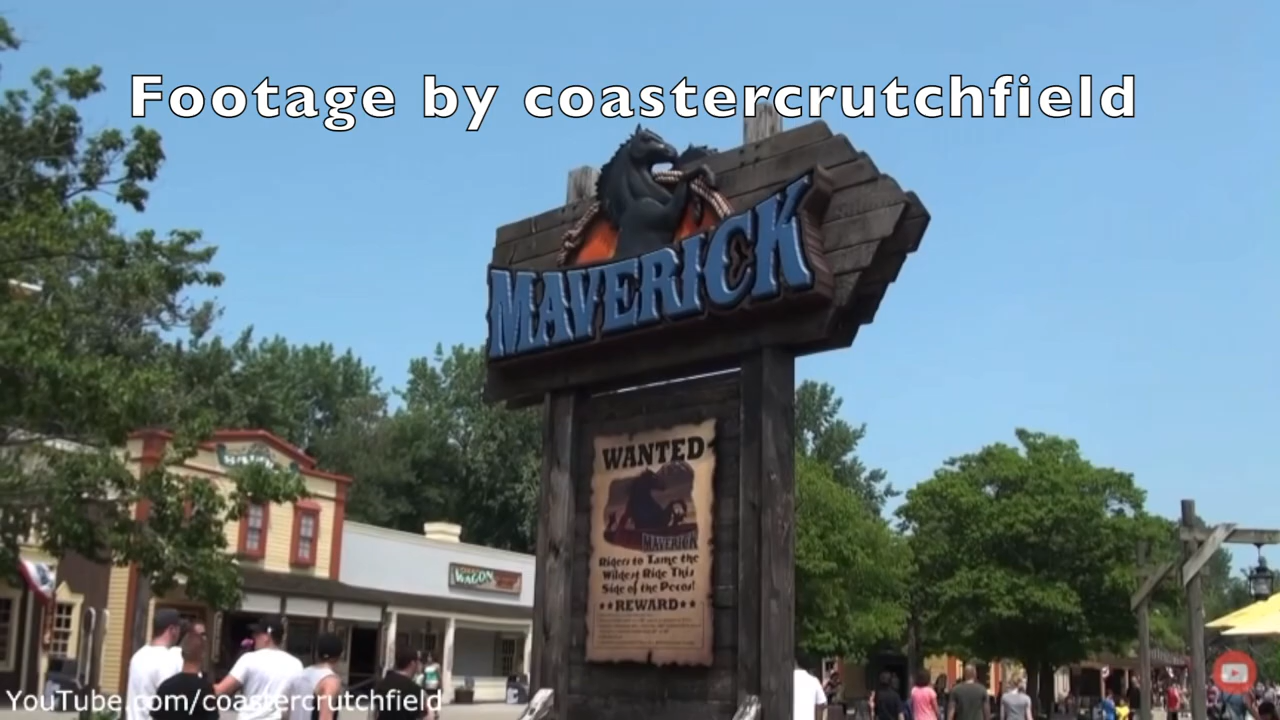 Footage by coastercrutchfield
MAVERICK
WANTED
MAVERICK
Riders to Tame the
Wildest Ride This
Side of the Pecos!
REWARD
WAGON
YouTube.com/coastercrutchfield